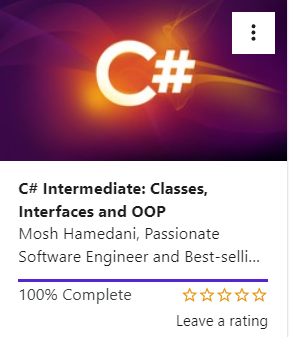 C#
C# Intermediate: Classes,
Interfaces and OOP
Mosh Hamedani, Passionate
Software Engineer and Best-selli...
100% Complete
Leave a rating